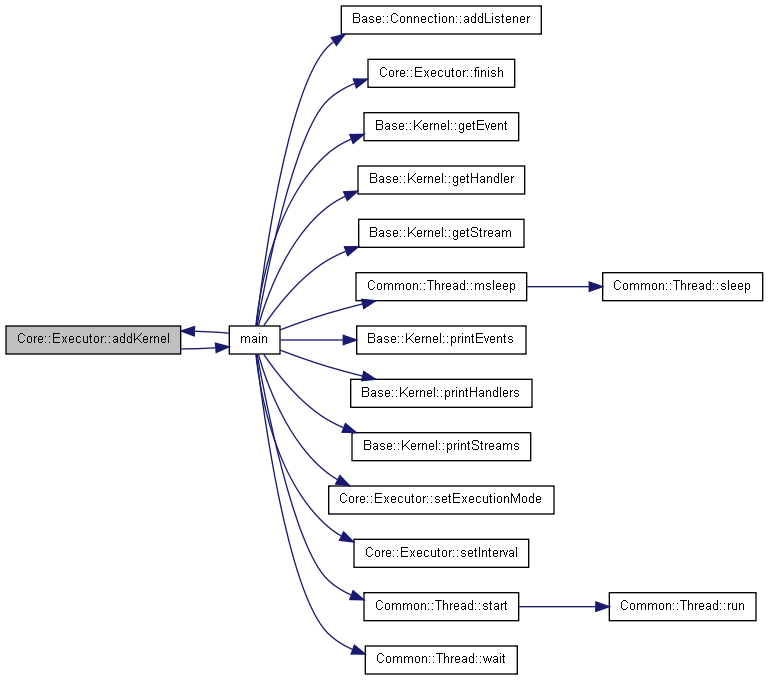 Base::Connection::addListener
Core::Executor::finish
Base::Kernel::getEvent
Base::Kernel::getHandler
Base::Kernel::getStream
Common::Thread::msleep
Common::Thread::sleep
Core::Executor::addKernel
main
Base::Kernel::printEvents
Base::Kernel::printHandlers
Base::Kernel::printStreams
Core::Executor::setExecutionMode
Core::Executor::setInterval
Common::Thread::start
Common::Thread::run
Common::Thread::wait